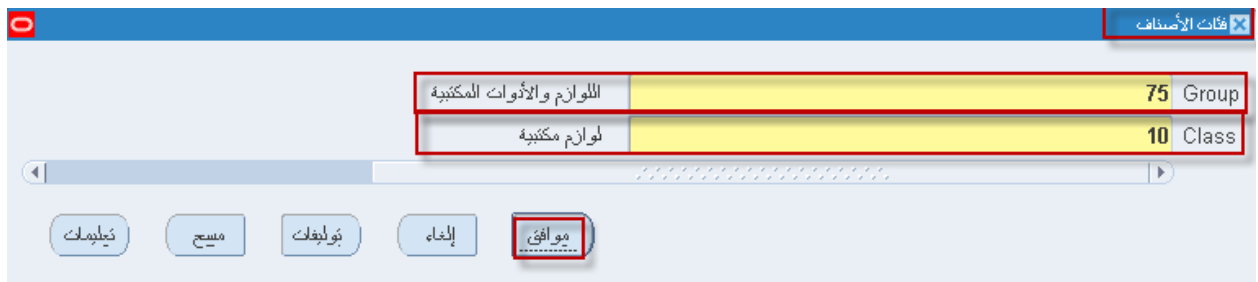 فئات الأصناف
Group 75 اللوازم والأدوات المكتبية
Class 10 لوازم مكتبية
موافق إلغاء توليفات مسح تعليمات